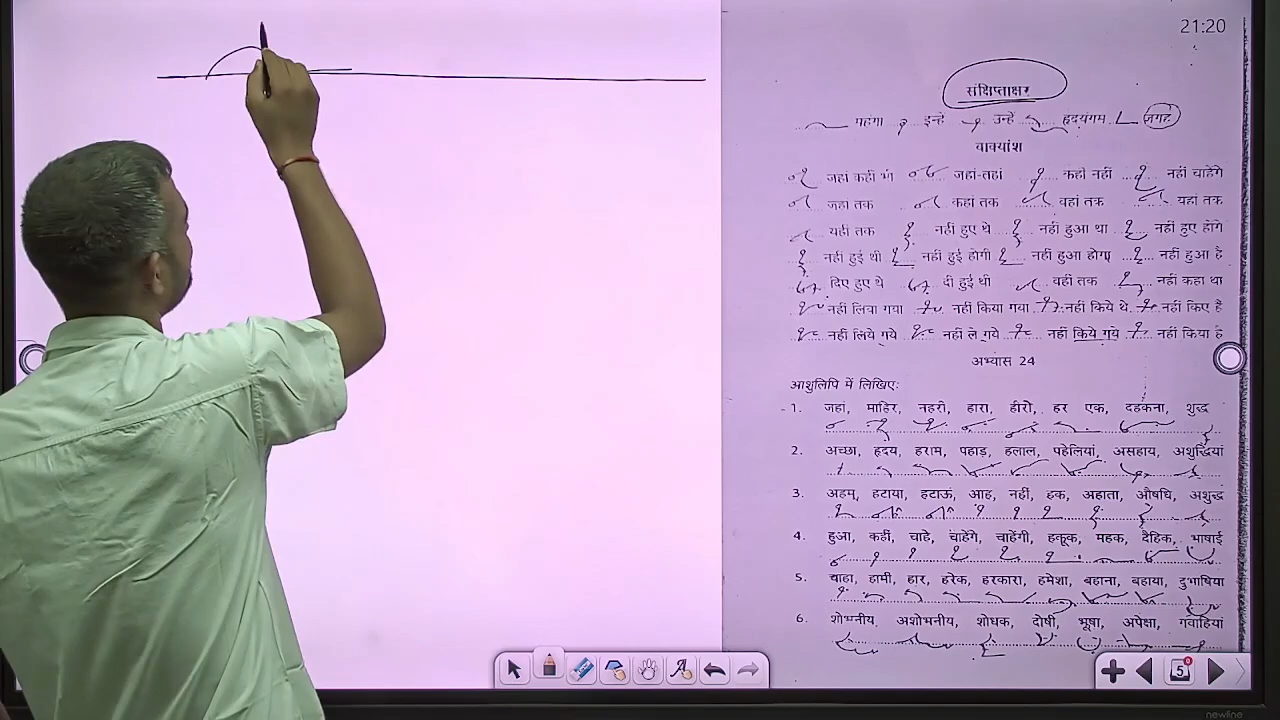 21:20
संक्षिप्ताक्षर
महंगा इन्हें उन्हें हृदयंगम जगह
वाक्यांश
जहां कहीं भी जहां-तहां कहीं नहीं नहीं चाहेंगे
जहां तक कहां तक वहां तक यहां तक
यहीं तक नहीं हुए थे नहीं हुआ था नहीं हुए होंगे
नहीं हुई थी नहीं हुई होगी नहीं हुआ होगा नहीं हुआ है
दिए हुए थे दी हुई थी वहीं तक नहीं कहा था
नहीं लिया गया नहीं किया गया नहीं किये थे नहीं किए है
नहीं लिये गये नहीं ले गये नहीं किये गये नहीं किया है
अभ्यास 24
आशुलिपि में लिखिए:
1. जहां, माहिर, नहरी, हारा, हीरो, हर एक, दहकना, शुद्ध
2. अच्छा, हृदय, हराम, पहाड़, हलाल, पहेलियां, असहाय, अशुद्धियां
3. अहम्, हटाया, हटाऊं, आह, नहीं, हक, अहाता, औषधि, अशुद्ध
4. हुआ, कहीं, चाहे, चाहेंगे, चाहेंगी, हकूक, महक, दैहिक, भाषाई
5. चाहा, हामी, हार, हरेक, हरकारा, हमेशा, बहाना, बहाया, दुभाषिया
6. शोभनीय, अशोभनीय, शोधक, दोषी, भूषा, अपेक्षा, गवाहियां
5
newline